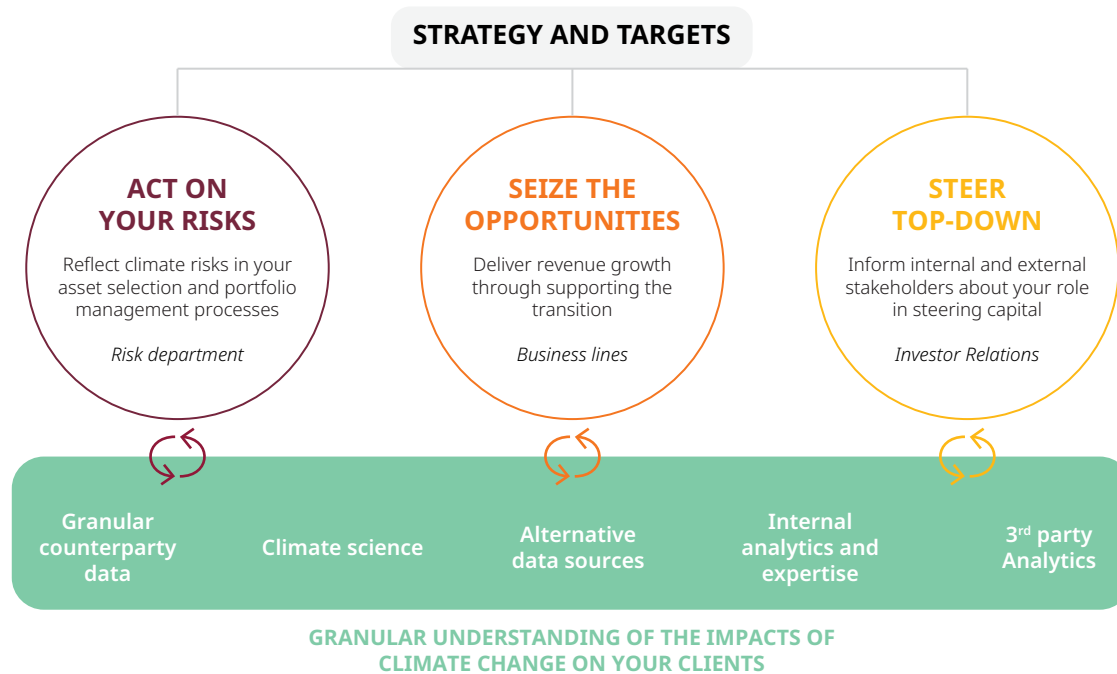 STRATEGY AND TARGETS
ACT ON
YOUR RISKS
Reflect climate risks in your
asset selection and portfolio
management processes
Risk department
SEIZE THE
OPPORTUNITIES
Deliver revenue growth
through supporting the
transition
Business lines
STEER
TOP-DOWN
Inform internal and external
stakeholders about your role
in steering capital
Investor Relations
Granular
counterparty
data
Climate science
Alternative
data sources
Internal
analytics and
expertise
3rd party
Analytics
GRANULAR UNDERSTANDING OF THE IMPACTS OF
CLIMATE CHANGE ON YOUR CLIENTS